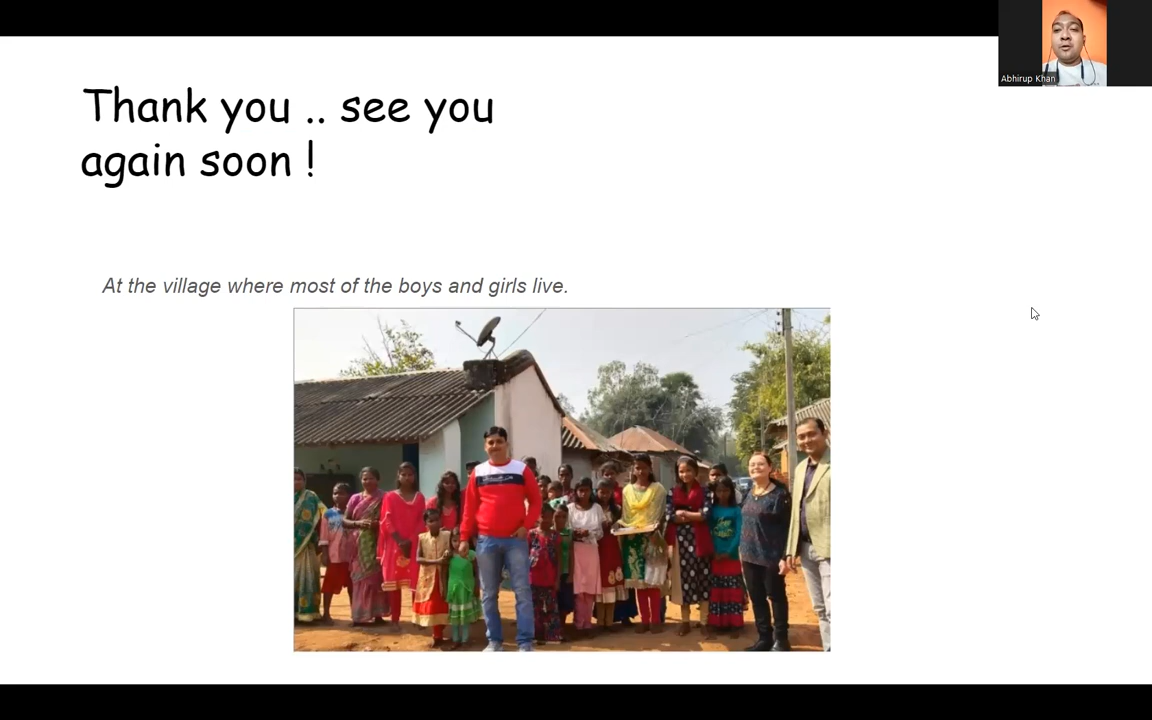 Abhirup Khan
Thank you .. see you
again soon !
At the village where most of the boys and girls live.